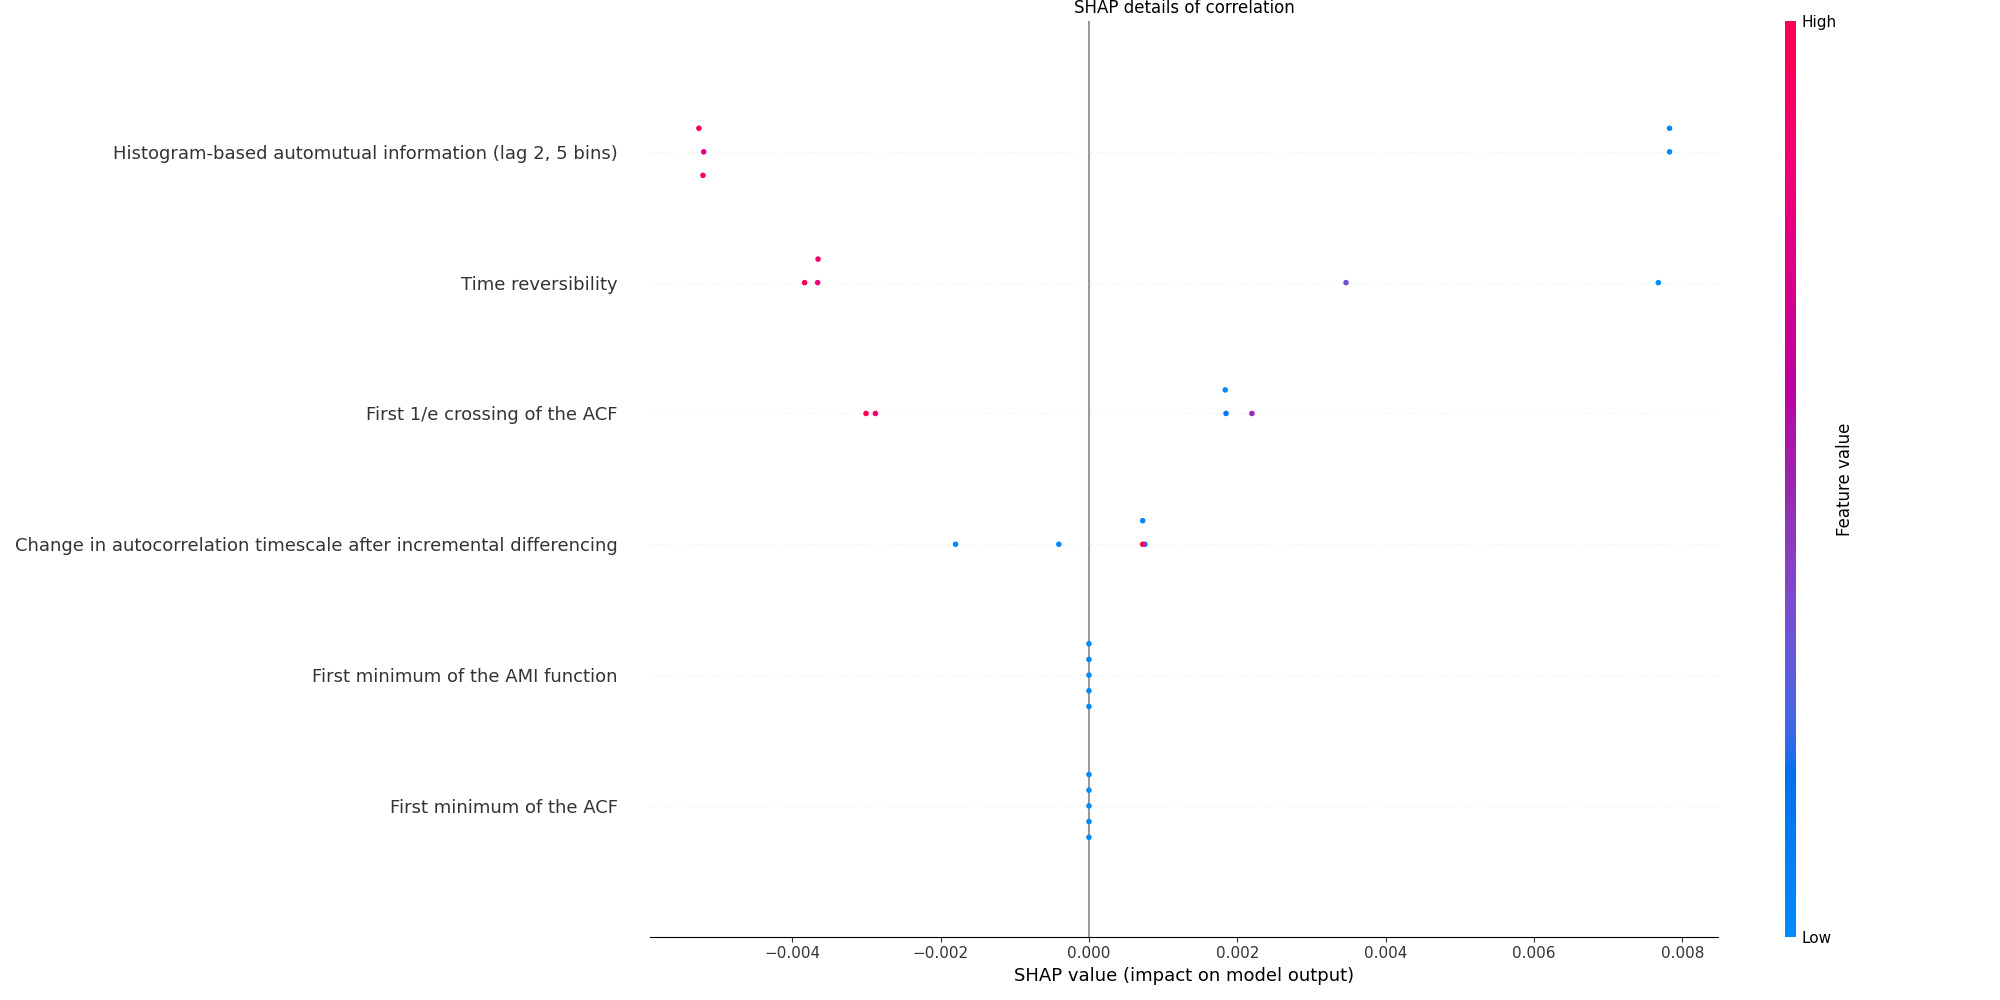 SHAP details of correlation
High
Histogram-based automutual information (lag 2, 5 bins)
Time reversibility
First 1/e crossing of the ACF
Change in autocorrelation timescale after incremental differencing
First minimum of the AMI function
First minimum of the ACF
Feature value
Low
−0.004 −0.002 0.000 0.002 0.004 0.006 0.008
SHAP value (impact on model output)